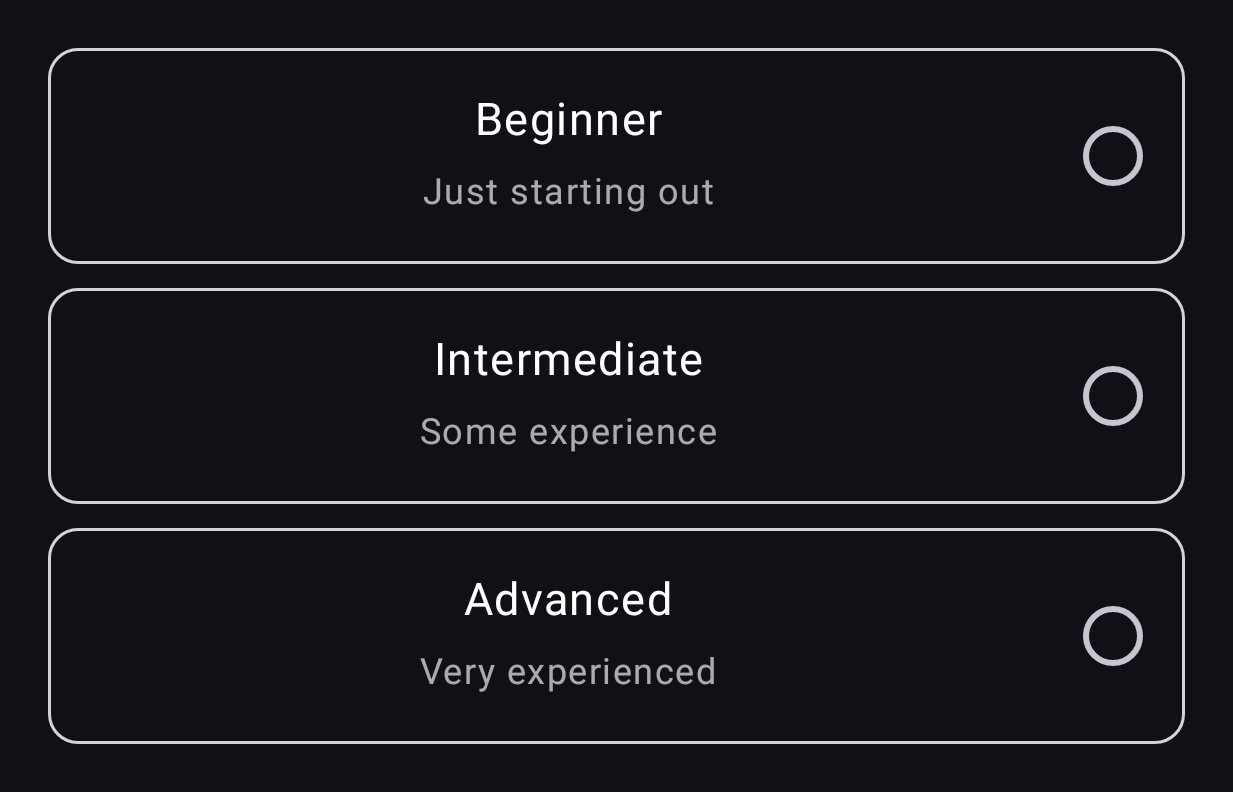 Beginner
Just starting out
Intermediate
Some experience
Advanced
Very experienced